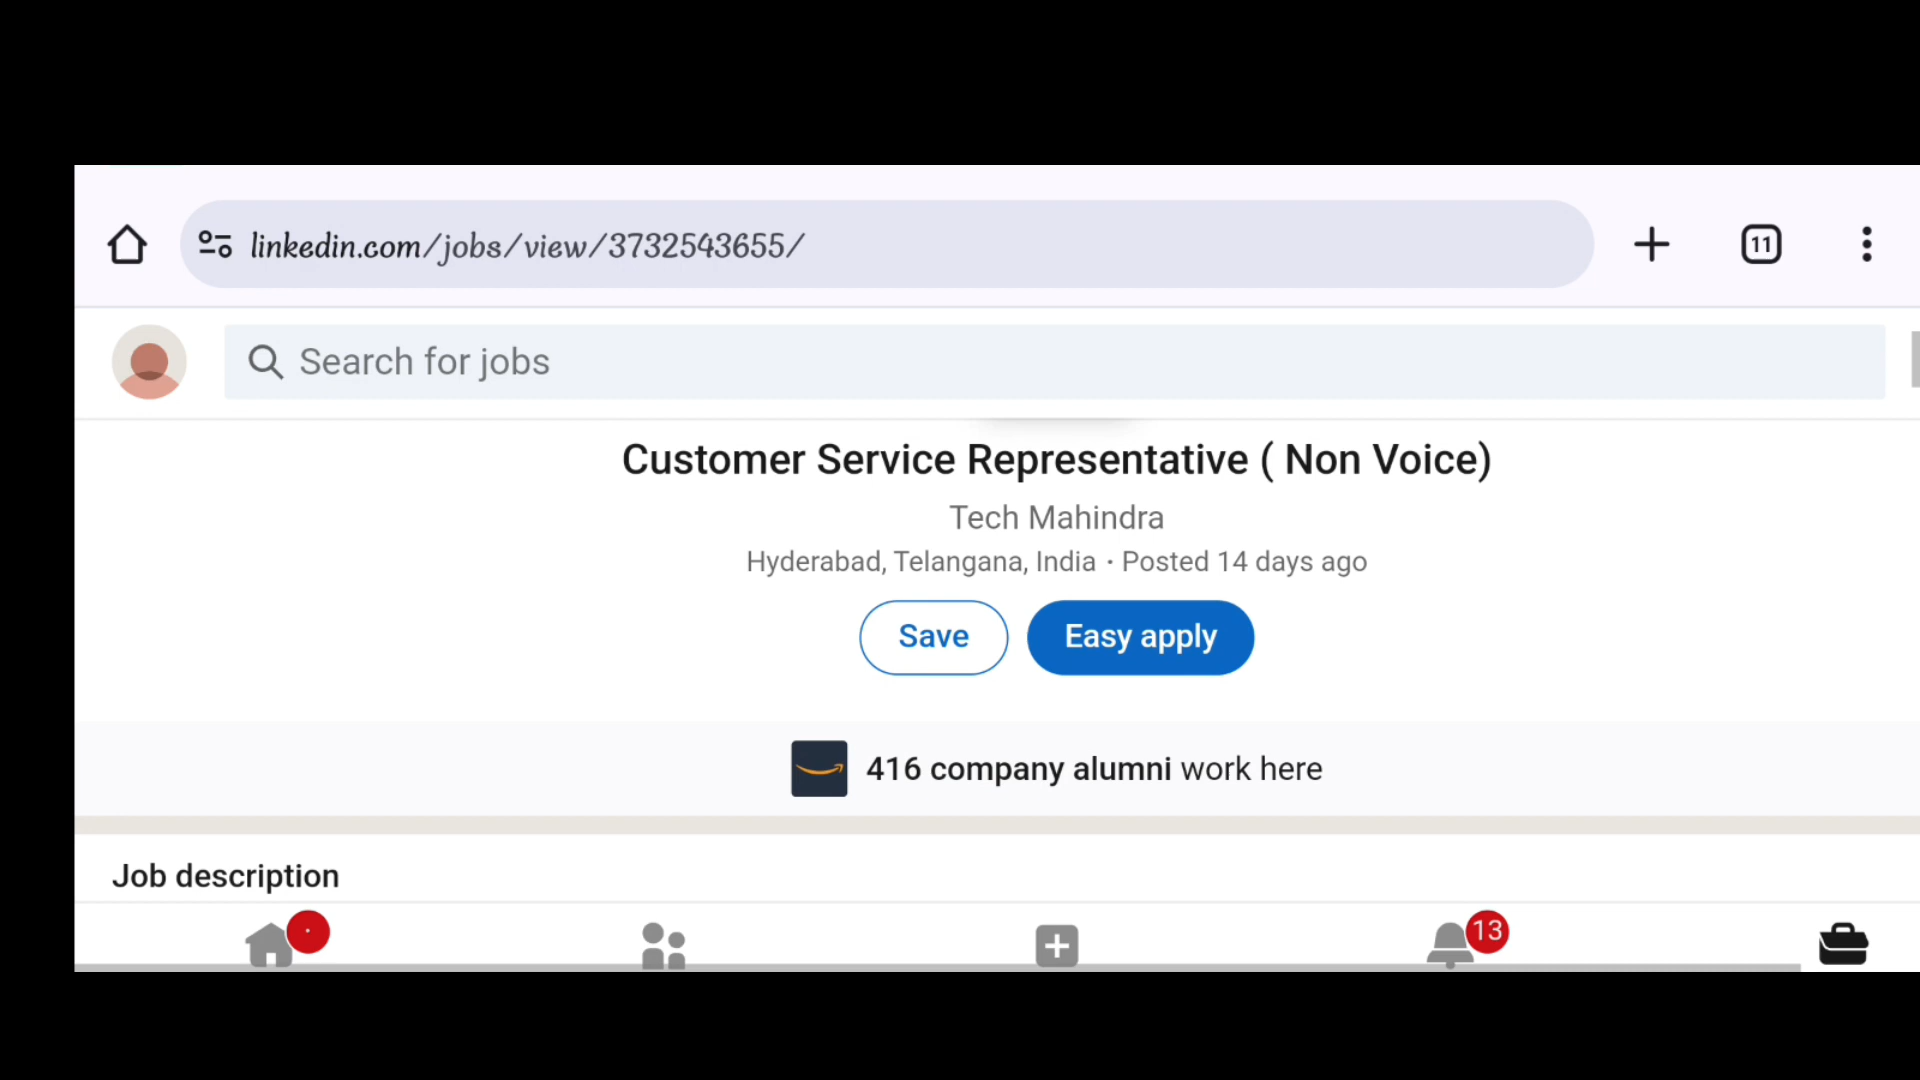 linkedin.com/jobs/view/3732543655/
11
Search for jobs
Customer Service Representative ( Non Voice)
Tech Mahindra
Hyderabad, Telangana, India · Posted 14 days ago
Save
Easy apply
416 company alumni work here
Job description
13